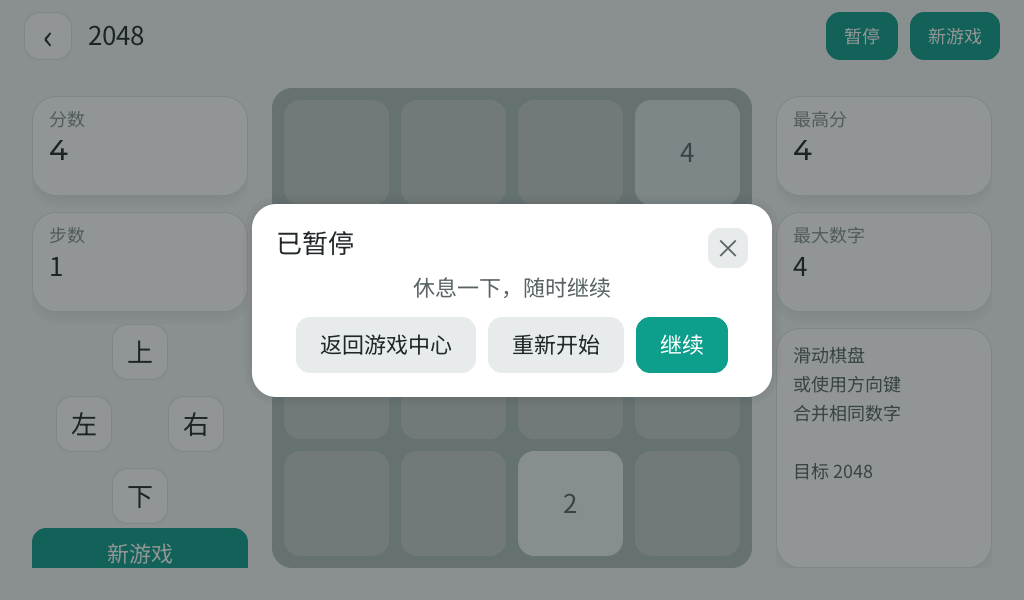 ‹
2048
暂停
新游戏
分数
4
步数
1
上
左
右
下
新游戏
4
2
已暂停
休息一下，随时继续
返回游戏中心
重新开始
继续
最高分
4
最大数字
4
滑动棋盘
或使用方向键
合并相同数字
目标 2048